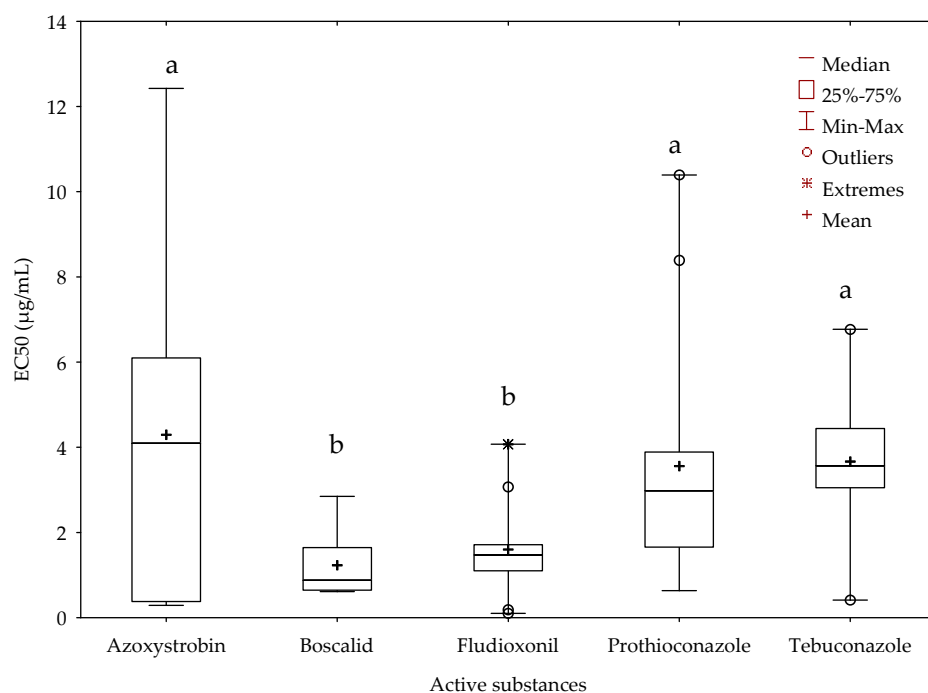 14
12
10
8
6
4
2
0
EC50 (µg/mL)
a
b
b
a
a
Median
25%-75%
Min-Max
Outliers
Extremes
Mean
Azoxystrobin
Boscalid
Fludioxonil
Prothioconazole
Tebuconazole
Active substances